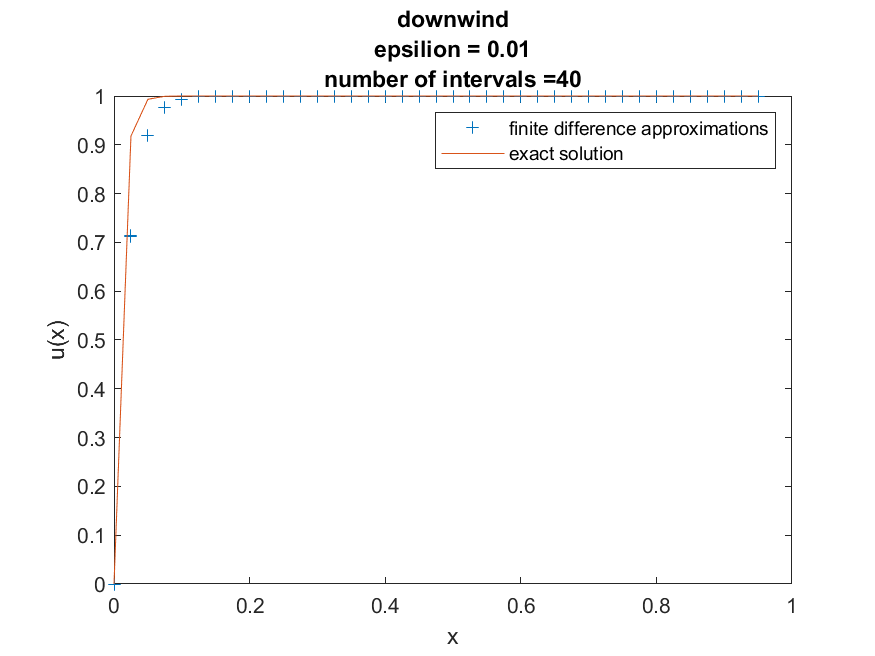 downwind
epsilion = 0.01
number of intervals =40
1
0.9
0.8
0.7
0.6
0.5
0.4
0.3
0.2
0.1
0
u(x)
finite difference approximations
exact solution
0 0.2 0.4 0.6 0.8 1
x